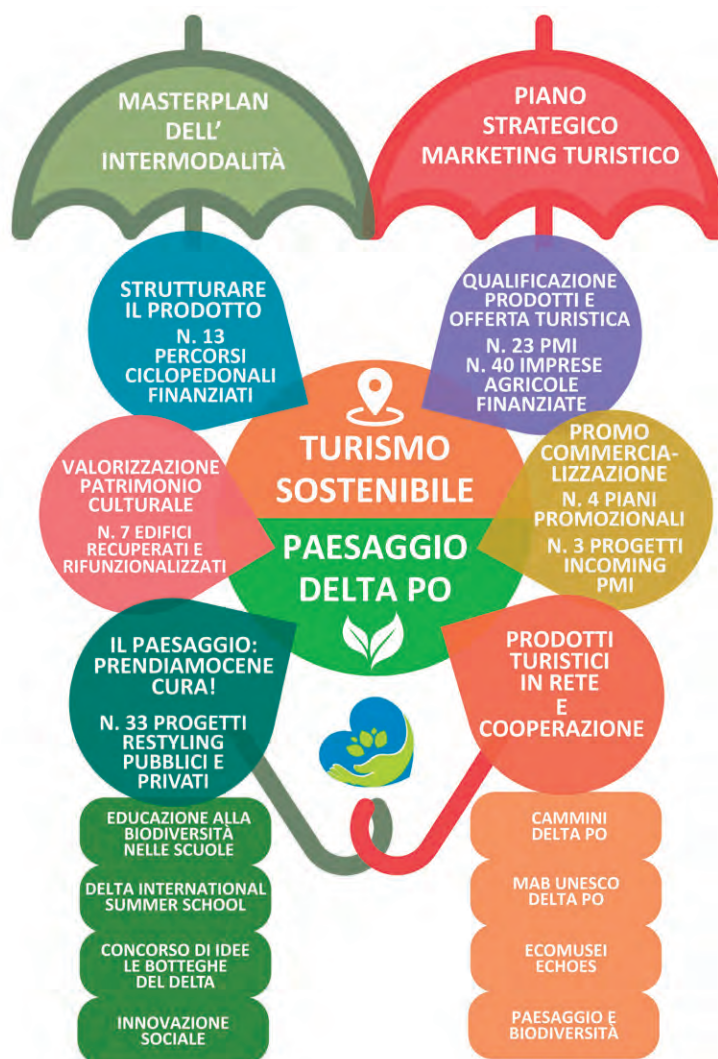 MASTERPLAN
DELL'
INTERMODALITÀ
PIANO
STRATEGICO
MARKETING TURISTICO
STRUTTURARE
IL PRODOTTO
N. 13
PERCORSI
CICLOPEDONALI
FINANZIATI
QUALIFICAZIONE
PRODOTTI E
OFFERTA TURISTICA
N. 23 PMI
N. 40 IMPRESE
AGRICOLE
FINANZIATE
TURISMO
SOSTENIBILE
PAESAGGIO
DELTA PO
VALORIZZAZIONE
PATRIMONIO
CULTURALE
N. 7 EDIFICI
RECUPERATI E
RIFUNZIONALIZZATI
PROMO
COMMERCIA-
LIZZAZIONE
N. 4 PIANI
PROMOZIONALI
N. 3 PROGETTI
INCOMING
PMI
IL PAESAGGIO:
PRENDIAMOCENE
CURA!
N. 33 PROGETTI
RESTYLING
PUBBLICI E
PRIVATI
PRODOTTI
TURISTICI
IN RETE
E
COOPERAZIONE
EDUCAZIONE ALLA
BIODIVERSITÀ
NELLE SCUOLE
DELTA INTERNATIONAL
SUMMER SCHOOL
CONCORSO DI IDEE
LE BOTTEGHE
DEL DELTA
INNOVAZIONE
SOCIALE
CAMMINI
DELTA PO
MAB UNESCO
DELTA PO
ECOMUSEI
ECHOES
PAESAGGIO E
BIODIVERSITÀ